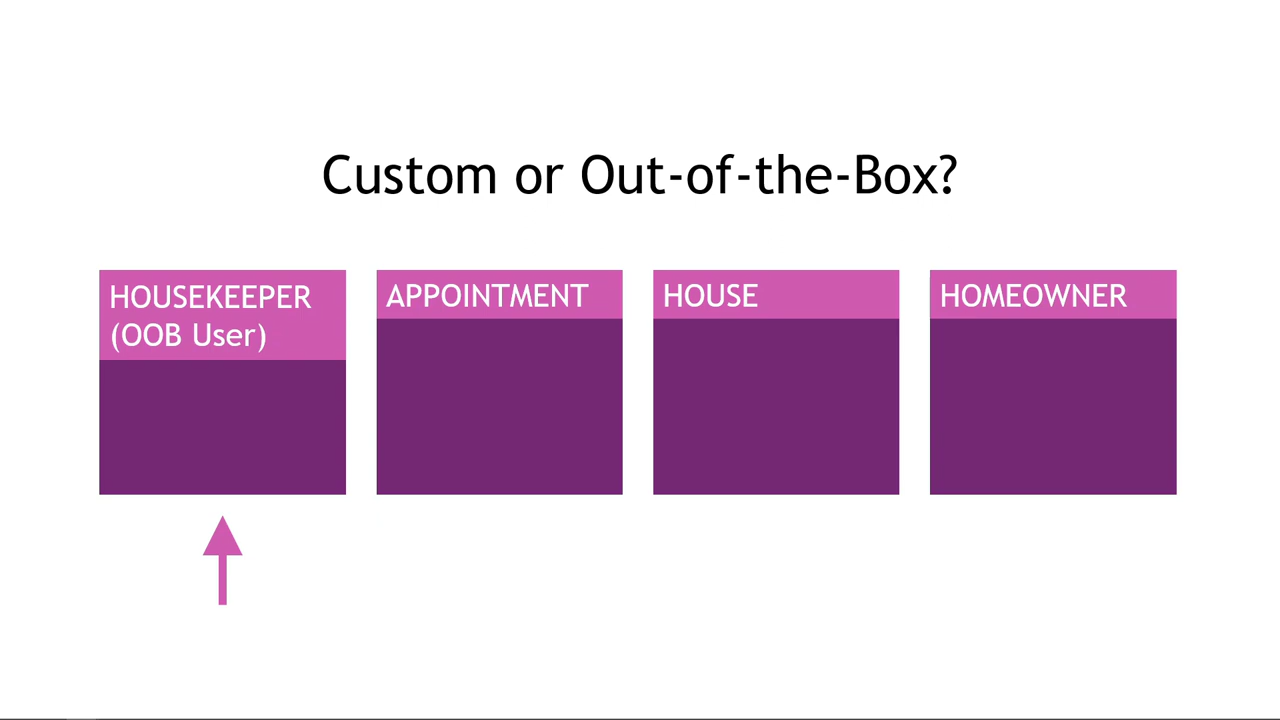 Custom or Out-of-the-Box?
HOUSEKEEPER
(OOB User)
APPOINTMENT
HOUSE
HOMEOWNER